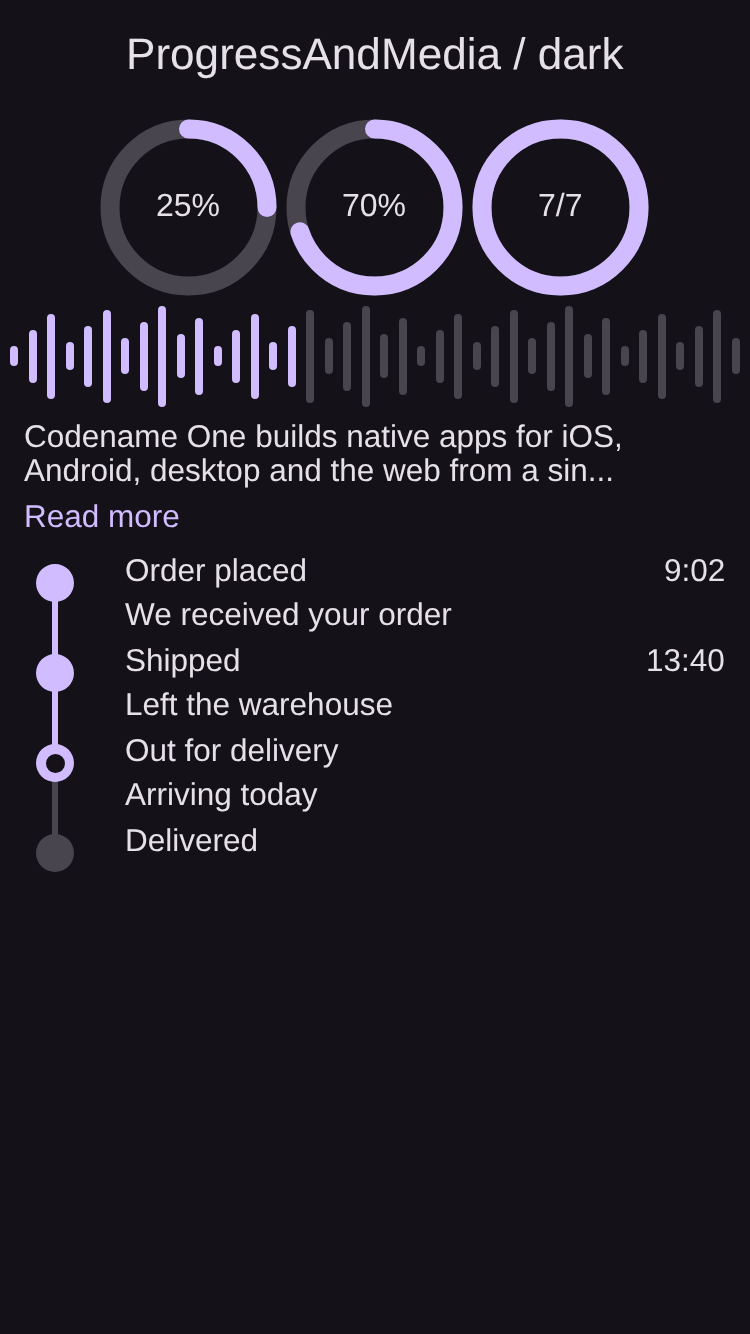 ProgressAndMedia / dark
25%
70%
7/7
Codename One builds native apps for iOS,
Android, desktop and the web from a sin...
Read more
Order placed 9:02
We received your order
Shipped 13:40
Left the warehouse
Out for delivery
Arriving today
Delivered